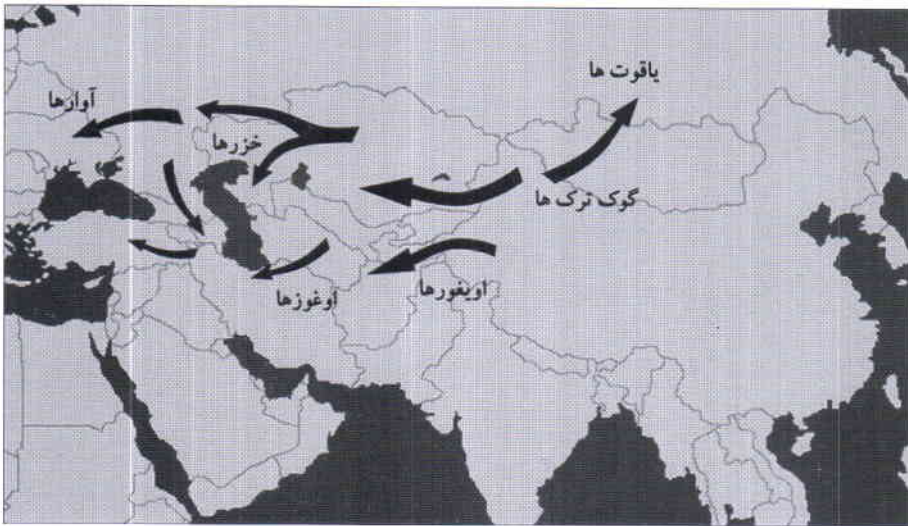 یاقوت ها
آوارها
خزرها
گوک ترک ها
اویغورها
اوغوزها